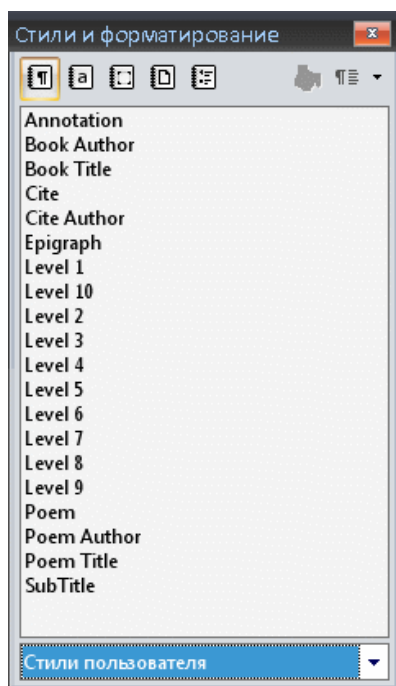 Стили и форматирование
Annotation
Book Author
Book Title
Cite
Cite Author
Epigraph
Level 1
Level 10
Level 2
Level 3
Level 4
Level 5
Level 6
Level 7
Level 8
Level 9
Poem
Poem Author
Poem Title
SubTitle
Стили пользователя